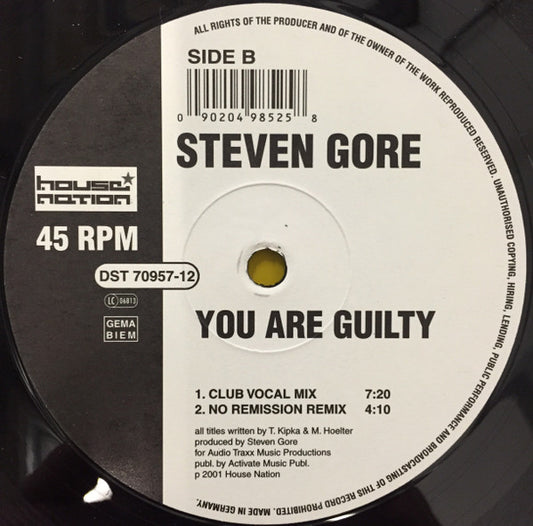 ALL RIGHTS OF THE PRODUCER AND OF THE OWNER OF THE WORK REPRODUCED RESERVED. UNAUTHORISED COPYING, HIRING, LENDING, PUBLIC PERFORMANCE AND BROADCASTING OF THIS RECORD PROHIBITED. MADE IN GERMANY.
SIDE B
0 90204 98525 8
STEVEN GORE
house nation
45 RPM
DST 70957-12
LC 06813
GEMA
BIEM
YOU ARE GUILTY
1. CLUB VOCAL MIX 7:20
2. NO REMISSION REMIX 4:10
all titles written by T. Kipka & M. Hoelter
produced by Steven Gore
for Audio Traxx Music Productions
publ. by Activate Music Publ.
p 2001 House Nation